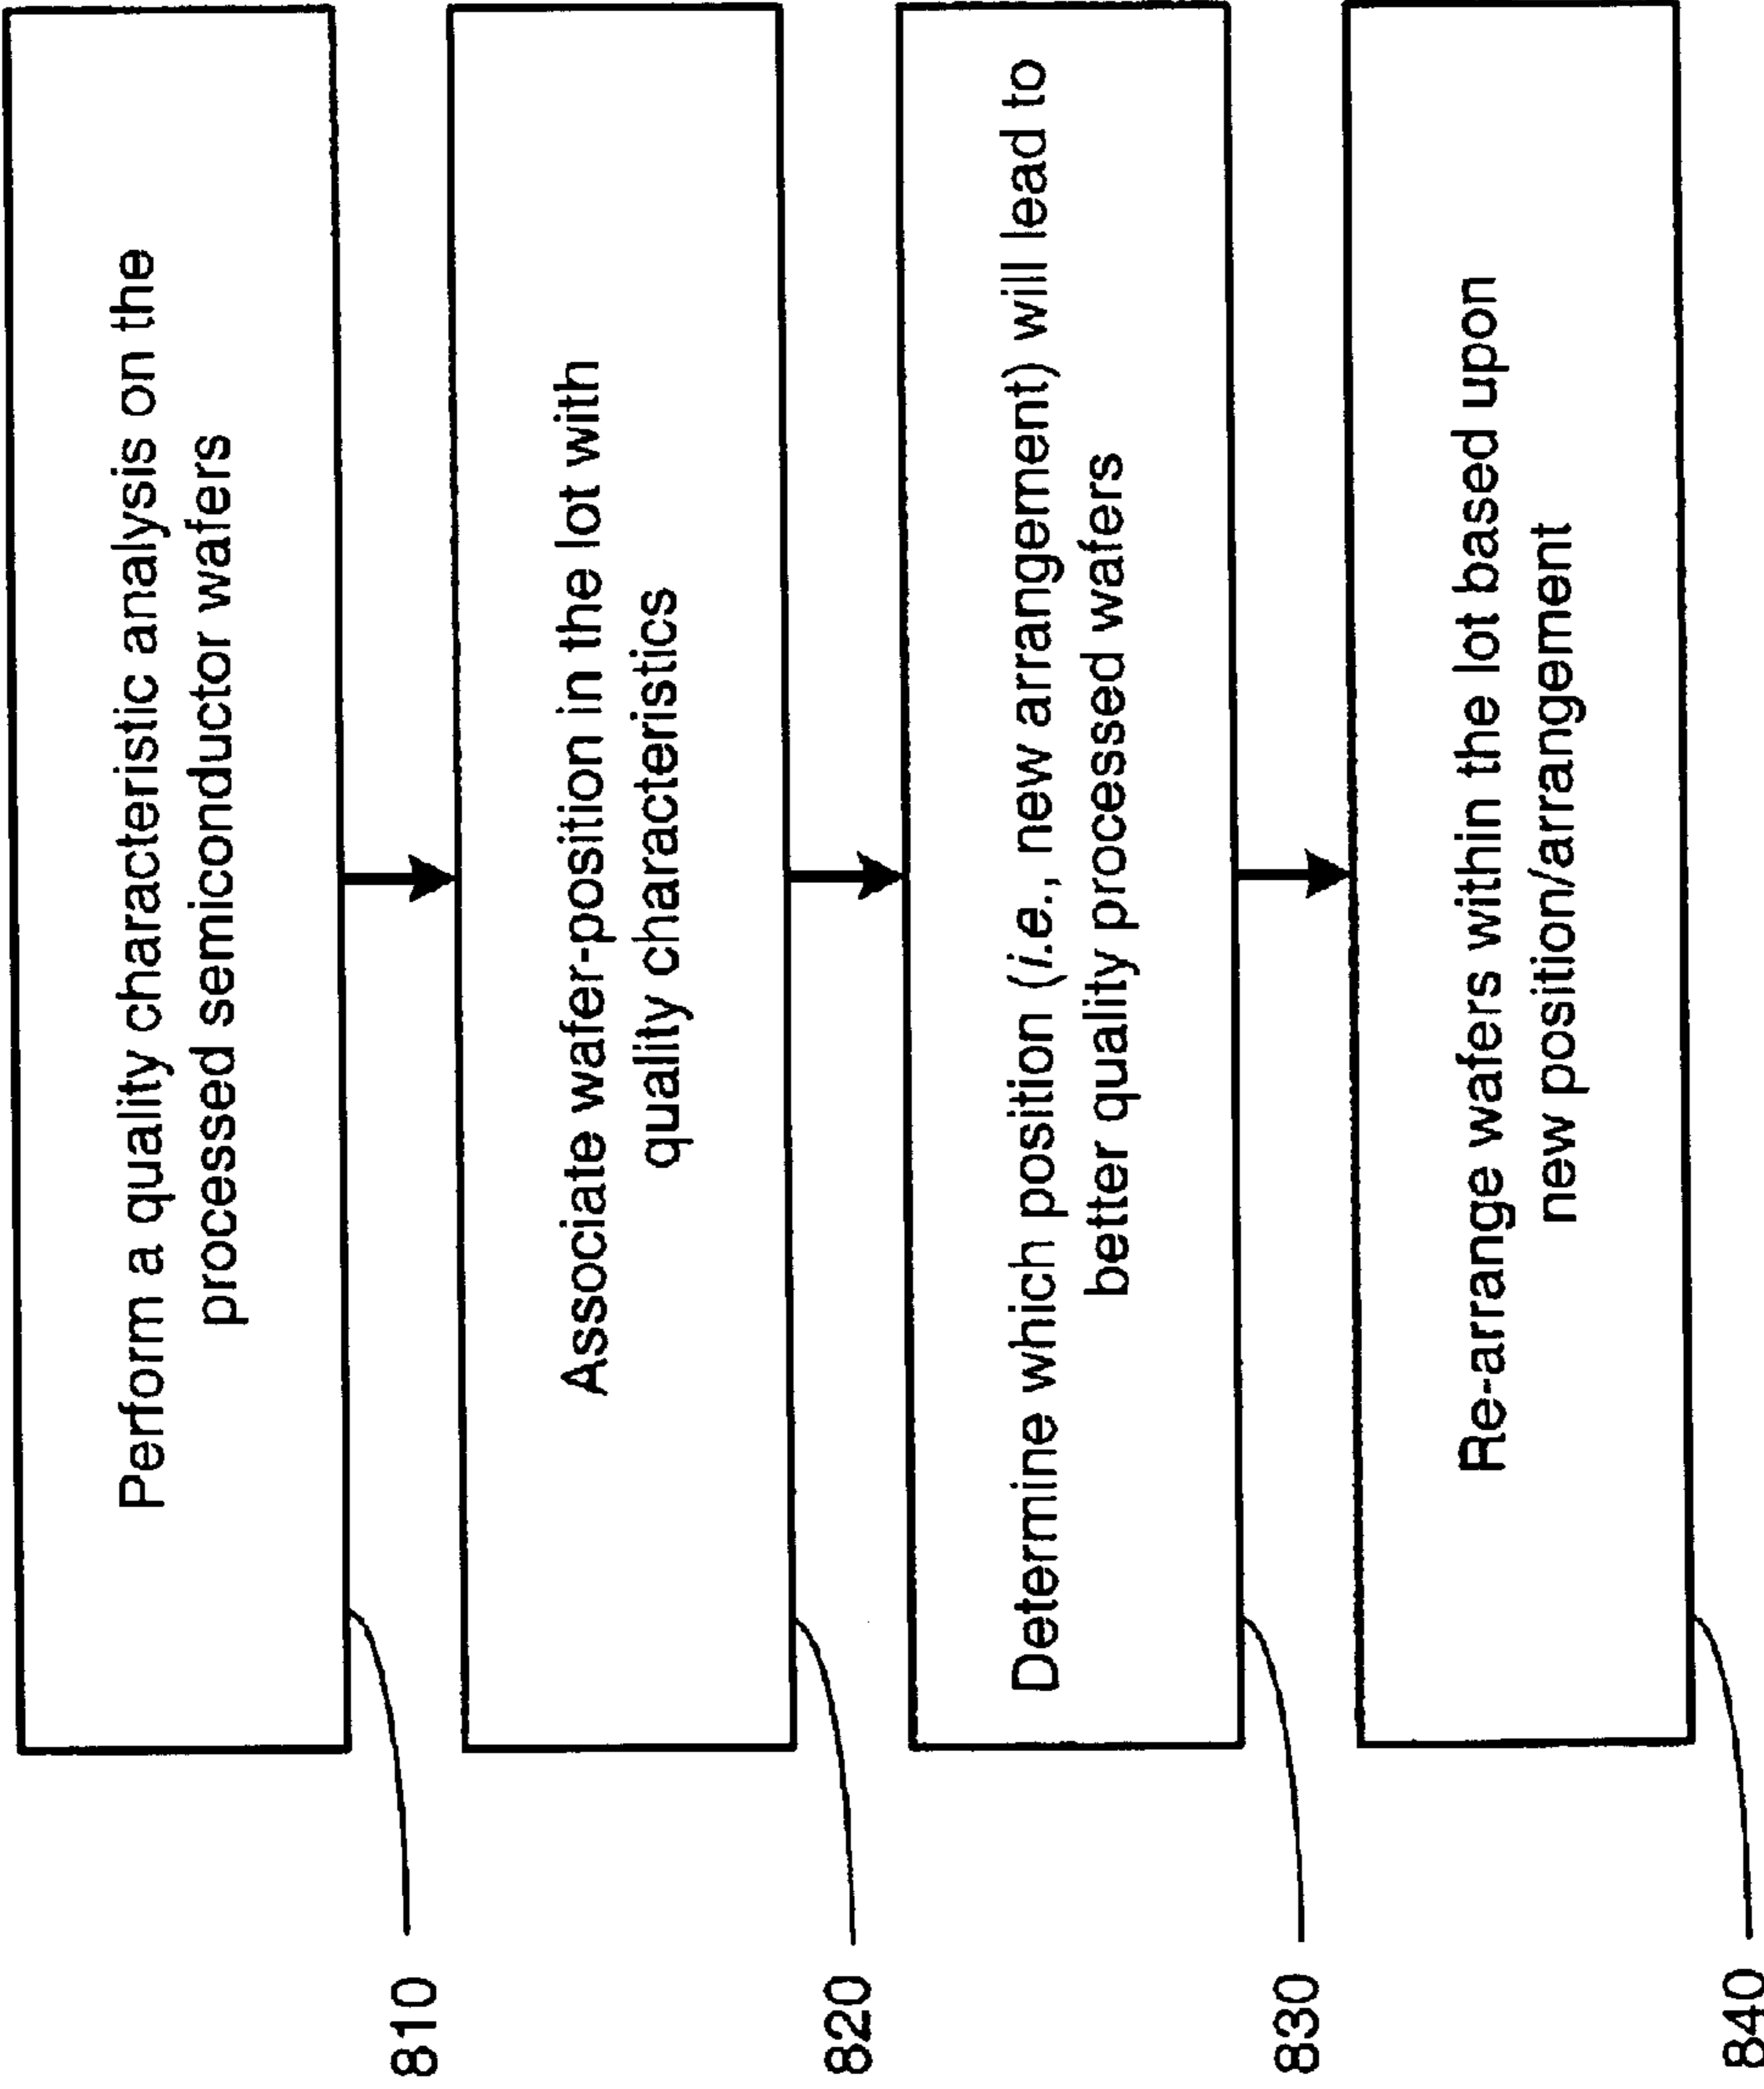 Perform a quality characteristic analysis on the
processed semiconductor wafers
810
Associate wafer-position in the lot with
quality characteristics
820
Determine which position (i.e., new arrangement) will lead to
better quality processed wafers
830
Re-arrange wafers within the lot based upon
new position/arrangement
840